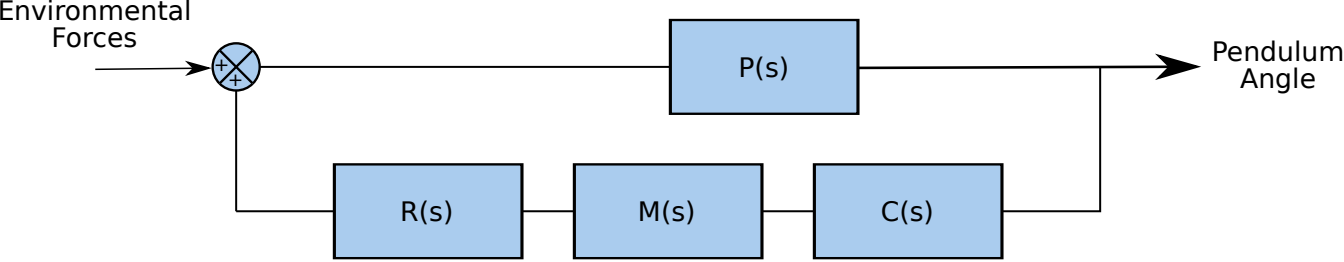 Environmental
Forces
+
+
P(s)
Pendulum
Angle
R(s)
M(s)
C(s)